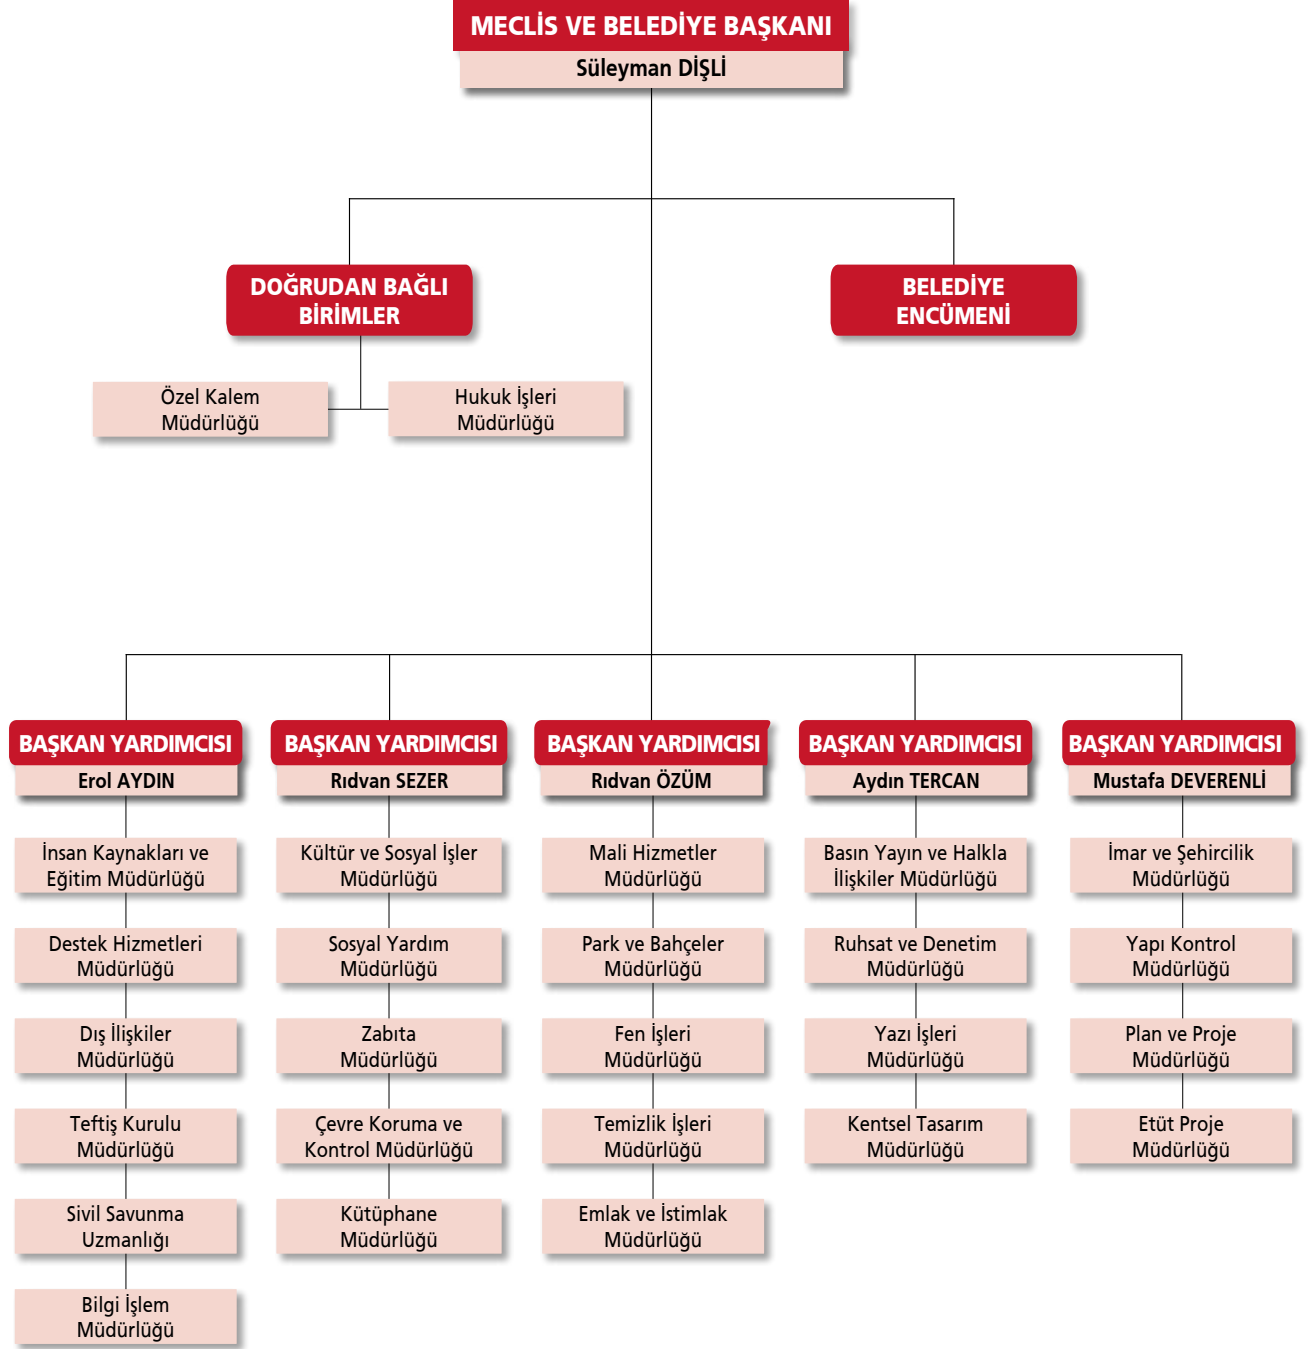 MECLİS VE BELEDİYE BAŞKANI
Süleyman DİŞLİ
DOĞRUDAN BAĞLI
BİRİMLER
BELEDİYE
ENCÜMENİ
Özel Kalem
Müdürlüğü
Hukuk İşleri
Müdürlüğü
BAŞKAN YARDIMCISI
Erol AYDIN
İnsan Kaynakları ve
Eğitim Müdürlüğü
Destek Hizmetleri
Müdürlüğü
Dış İlişkiler
Müdürlüğü
Teftiş Kurulu
Müdürlüğü
Sivil Savunma
Uzmanlığı
Bilgi İşlem
Müdürlüğü
BAŞKAN YARDIMCISI
Rıdvan SEZER
Kültür ve Sosyal İşler
Müdürlüğü
Sosyal Yardım
Müdürlüğü
Zabıta
Müdürlüğü
Çevre Koruma ve
Kontrol Müdürlüğü
Kütüphane
Müdürlüğü
BAŞKAN YARDIMCISI
Rıdvan ÖZÜM
Mali Hizmetler
Müdürlüğü
Park ve Bahçeler
Müdürlüğü
Fen İşleri
Müdürlüğü
Temizlik İşleri
Müdürlüğü
Emlak ve İstimlak
Müdürlüğü
BAŞKAN YARDIMCISI
Aydın TERCAN
Basın Yayın ve Halkla
İlişkiler Müdürlüğü
Ruhsat ve Denetim
Müdürlüğü
Yazı İşleri
Müdürlüğü
Kentsel Tasarım
Müdürlüğü
BAŞKAN YARDIMCISI
Mustafa DEVERENLİ
İmar ve Şehircilik
Müdürlüğü
Yapı Kontrol
Müdürlüğü
Plan ve Proje
Müdürlüğü
Etüt Proje
Müdürlüğü